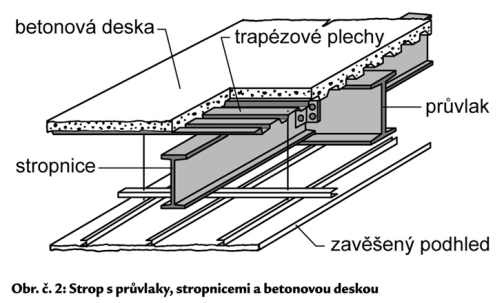 betonová deska
trapézové plechy
průvlak
stropnice
zavěšený podhled
Obr. č. 2: Strop s průvlaky, stropnicemi a betonovou deskou